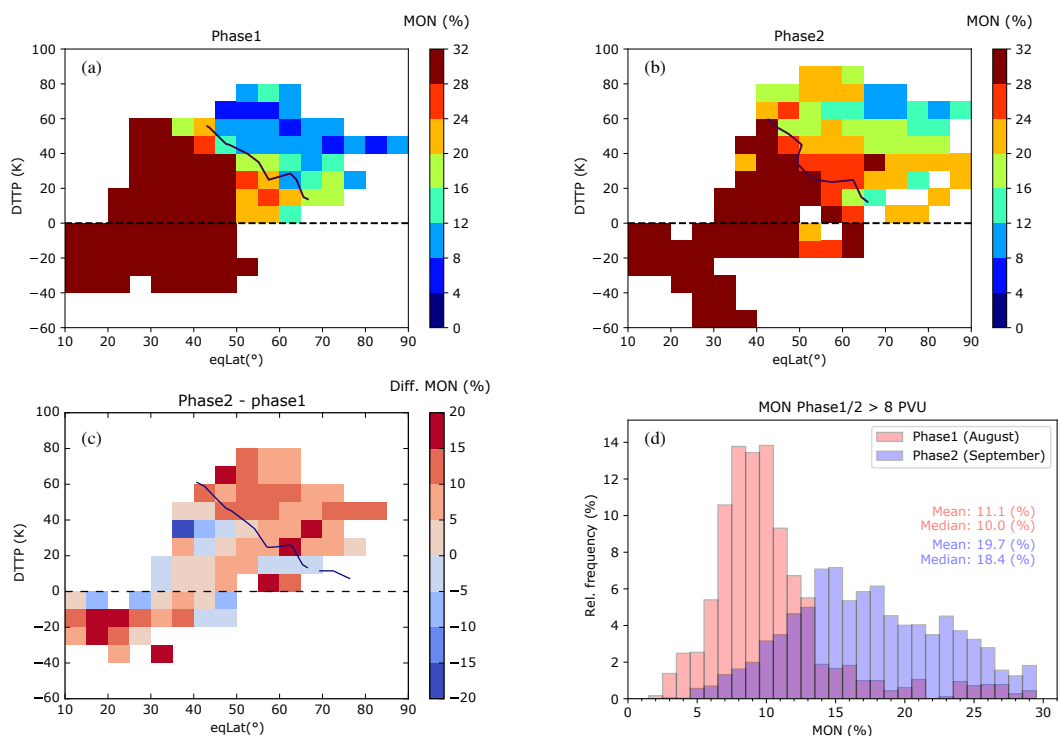 MON (%)
Phase1
(a)
100
80
60
40
20
0
−20
−40
−60
DTTP (K)
10 20 30 40 50 60 70 80 90
eqLat(°)
32
28
24
20
16
12
8
4
0
MON (%)
Phase2
(b)
100
80
60
40
20
0
−20
−40
−60
DTTP (K)
10 20 30 40 50 60 70 80 90
eqLat(°)
32
28
24
20
16
12
8
4
0
Diff. MON (%)
Phase2 - phase1
(c)
100
80
60
40
20
0
−20
−40
−60
DTTP (K)
10 20 30 40 50 60 70 80 90
eqLat(°)
20
15
10
5
0
−5
−10
−15
−20
MON Phase1/2 > 8 PVU
(d)
Phase1 (August)
Phase2 (September)
Mean: 11.1 (%)
Median: 10.0 (%)
Mean: 19.7 (%)
Median: 18.4 (%)
14
12
10
8
6
4
2
0
Rel. frequency (%)
0 5 10 15 20 25 30
MON (%)